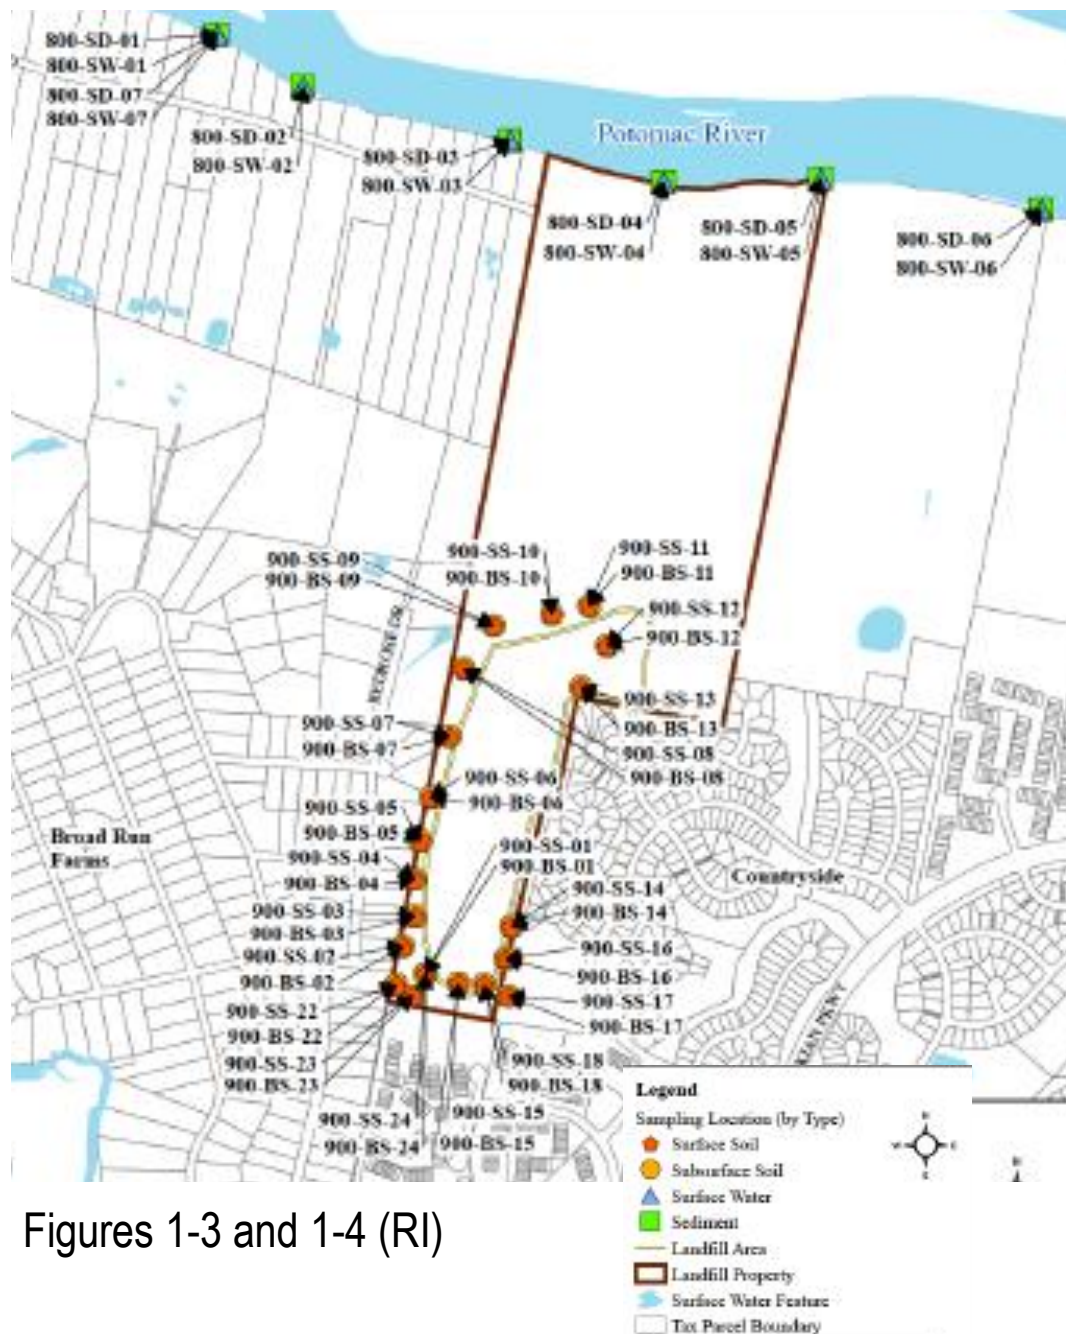 800-SD-01
800-SW-01
800-SD-07
800-SW-07
800-SD-02
800-SW-02
800-SD-03
800-SW-03
Potomac River
800-SD-04
800-SW-04
800-SD-05
800-SW-05
800-SD-06
800-SW-06
900-SS-09
900-BS-09
900-SS-10
900-BS-10
900-SS-11
900-BS-11
900-SS-12
900-BS-12
900-SS-13
900-BS-13
900-SS-08
900-BS-08
900-SS-07
900-BS-07
900-SS-06
900-BS-06
900-SS-05
900-BS-05
900-SS-04
900-BS-04
900-SS-03
900-BS-03
900-SS-02
900-BS-02
900-SS-22
900-BS-22
900-SS-23
900-BS-23
900-SS-24
900-BS-24
900-SS-01
900-BS-01
900-SS-14
900-BS-14
900-SS-16
900-BS-16
900-SS-17
900-BS-17
900-SS-18
900-BS-18
900-SS-15
900-BS-15
Broad Run
Farms
Countryside
PKWY
Legend
Sampling Location (by Type)
Surface Soil
Subsurface Soil
Surface Water
Sediment
Landfill Area
Landfill Property
Surface Water Feature
Tax Parcel Boundary
N
W
E
S
N
Figures 1-3 and 1-4 (RI)